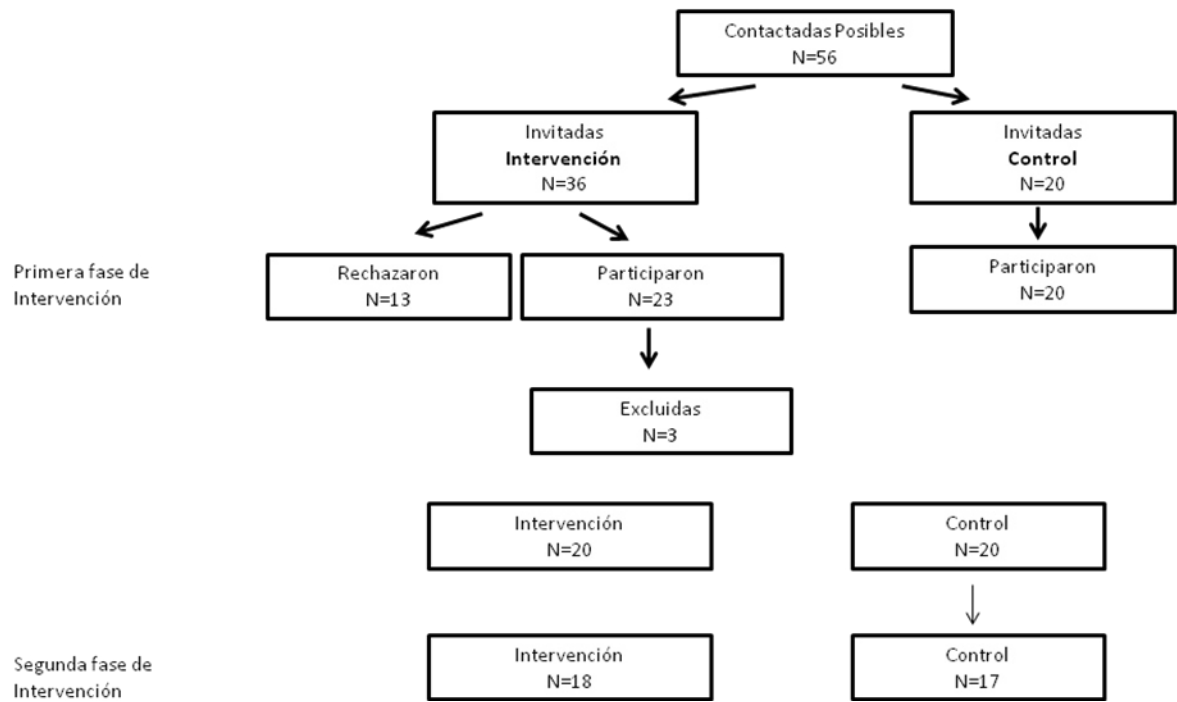 Contactadas Posibles
N=56
Invitadas
Intervención
N=36
Invitadas
Control
N=20
Primera fase de
Intervención
Rechazaron
N=13
Participaron
N=23
Participaron
N=20
Excluidas
N=3
Intervención
N=20
Control
N=20
Segunda fase de
Intervención
Intervención
N=18
Control
N=17